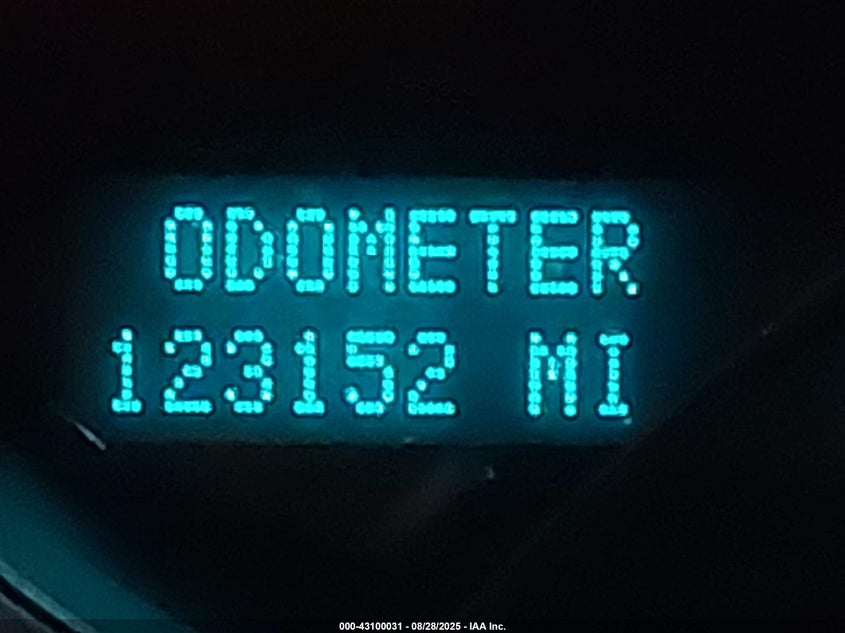 ODOMETER
123152 MI
000-43100031 - 08/28/2025 - IAA Inc.